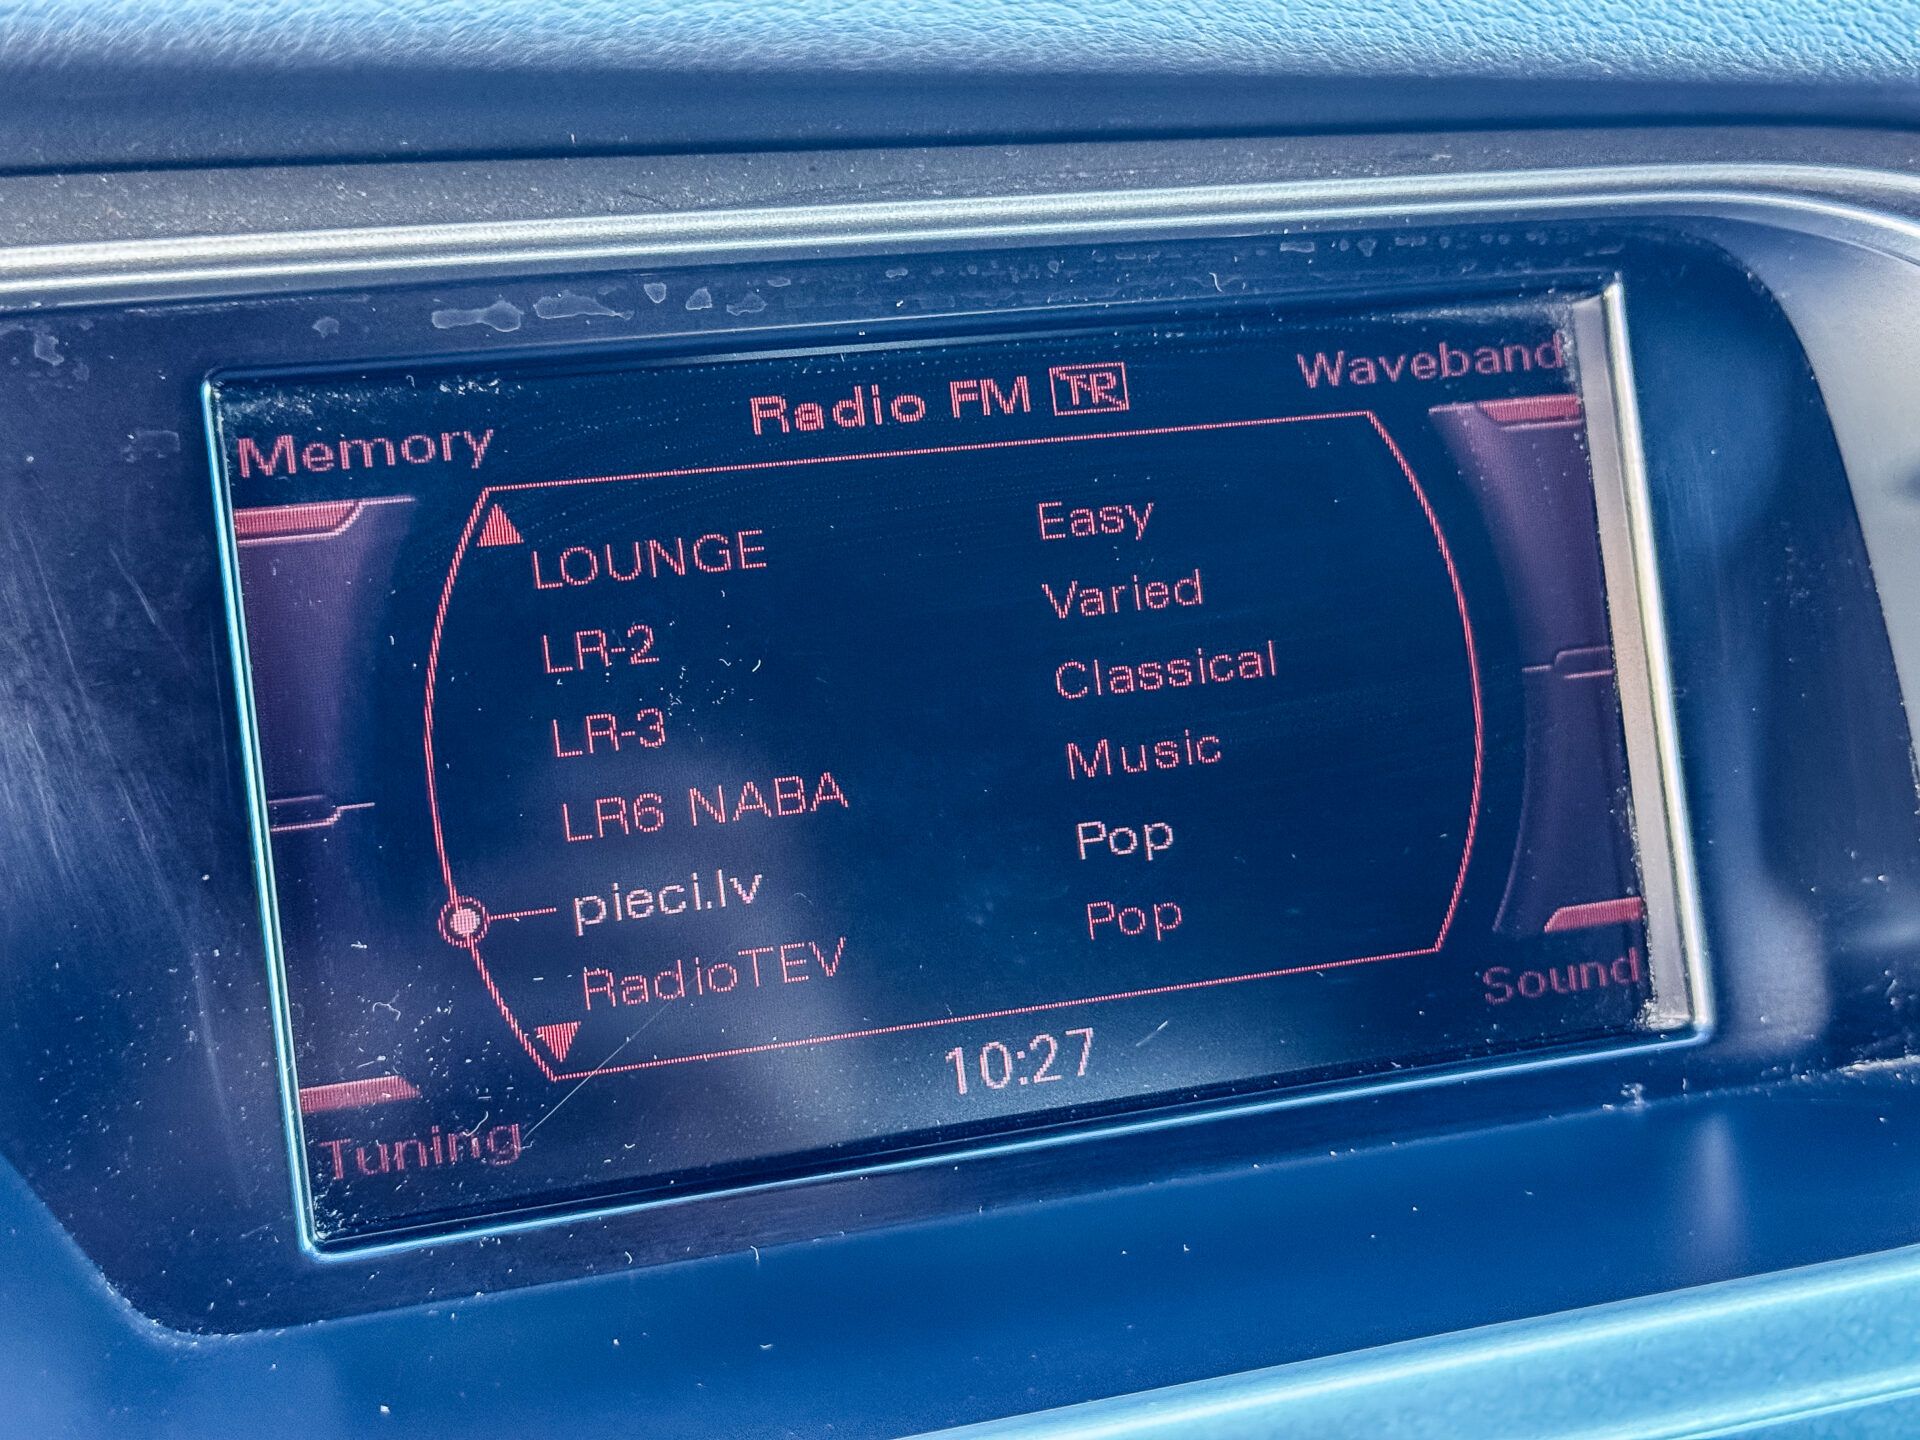 Radio FM TP
Waveband
Memory
LOUNGE Easy
LR-2 Varied
LR-3 Classical
LR6 NABA Music
pieci.lv Pop
RadioTEV Pop
Sound
10:27
Tuning